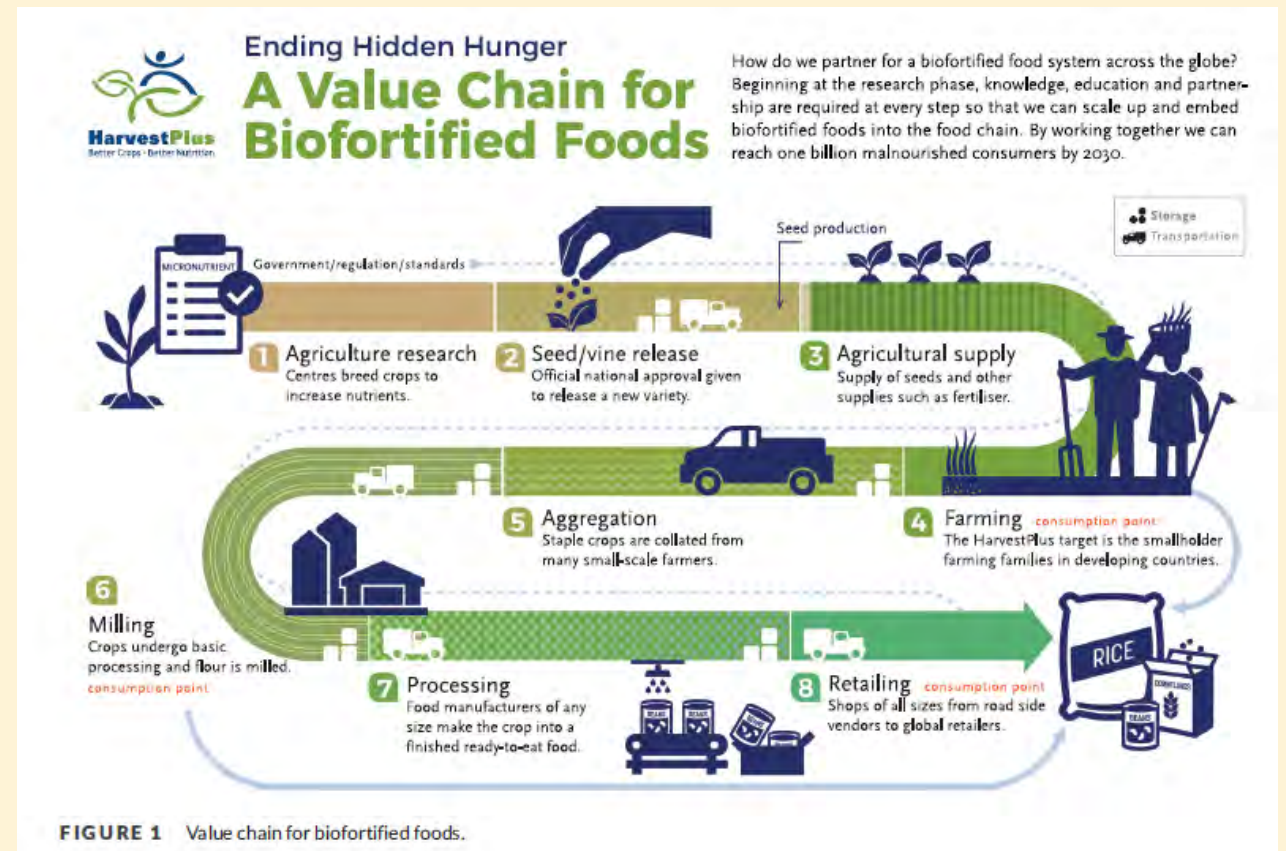 Ending Hidden Hunger
A Value Chain for
Biofortified Foods
HarvestPlus
Better Crops • Better Nutrition
How do we partner for a biofortified food system across the globe?
Beginning at the research phase, knowledge, education and partner-
ship are required at every step so that we can scale up and embed
biofortified foods into the food chain. By working together we can
reach one billion malnourished consumers by 2030.
Storage
Transportation
Seed production
MICRONUTRIENT
Government/regulation/standards
1 Agriculture research
Centres breed crops to
increase nutrients.
2 Seed/vine release
Official national approval given
to release a new variety.
3 Agricultural supply
Supply of seeds and other
supplies such as fertiliser.
4 Farming consumption point
The HarvestPlus target is the smallholder
farming families in developing countries.
5 Aggregation
Staple crops are collated from
many small-scale farmers.
6
Milling
Crops undergo basic
processing and flour is milled.
consumption point
7 Processing
Food manufacturers of any
size make the crop into a
finished ready-to-eat food.
8 Retailing consumption point
Shops of all sizes from road side
vendors to global retailers.
RICE
CORNFLAKES
BEANS
BEANS
BEANS
BEANS
FIGURE 1 Value chain for biofortified foods.